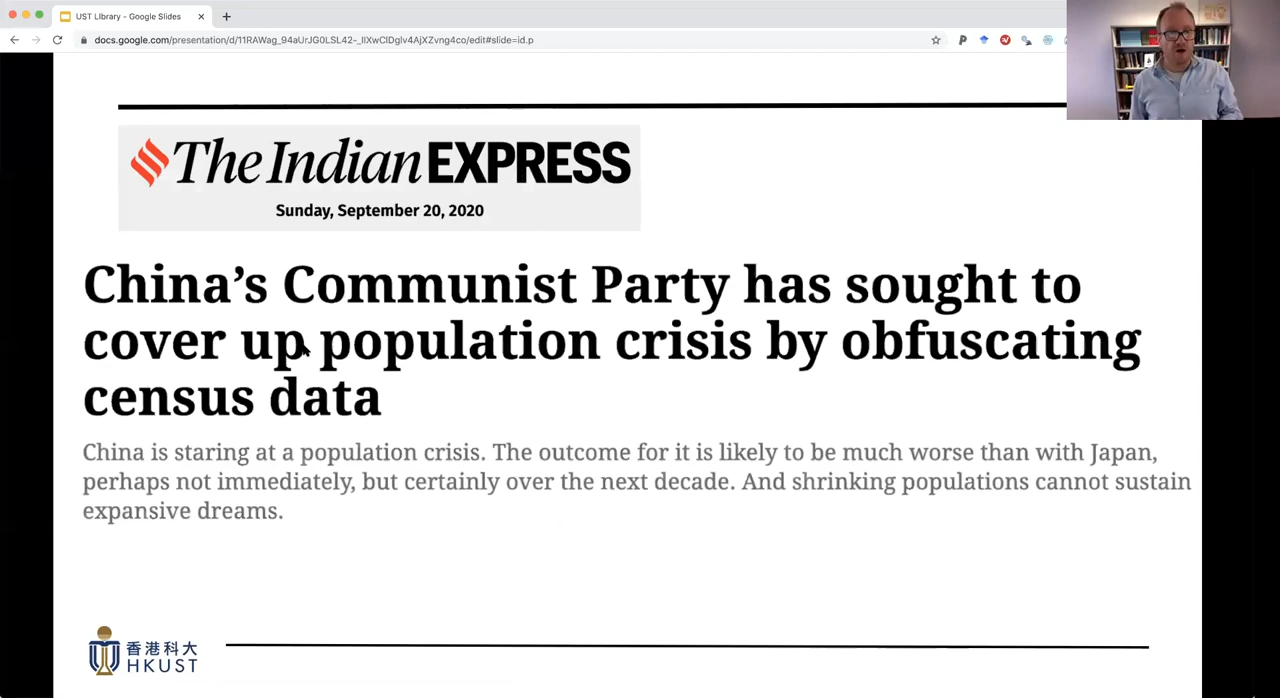 UST LIbrary - Google Slides
docs.google.com/presentation/d/11RAWag_94aUrJG0LSL42-_IIXwClDglv4AjXZvng4co/edit#slide=id.p
The Indian EXPRESS
Sunday, September 20, 2020
China's Communist Party has sought to
cover up population crisis by obfuscating
census data
China is staring at a population crisis. The outcome for it is likely to be much worse than with Japan,
perhaps not immediately, but certainly over the next decade. And shrinking populations cannot sustain
expansive dreams.
香港科大
HKUST